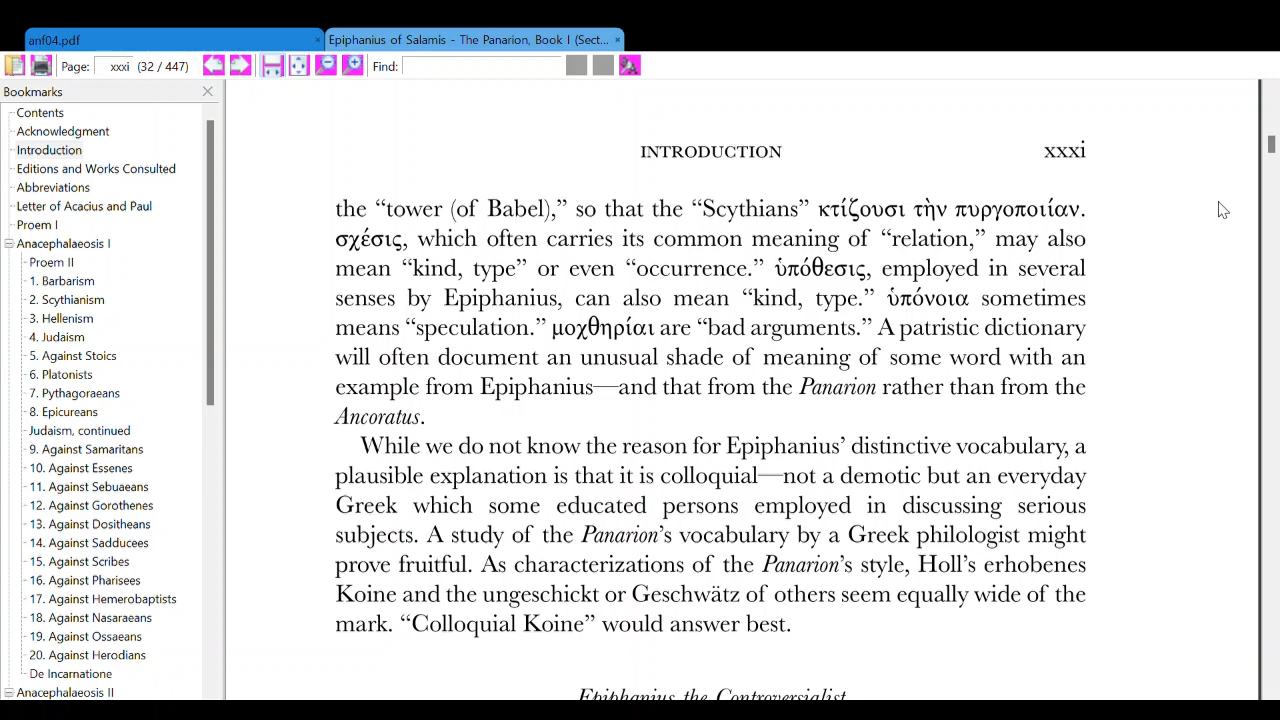 anf04.pdf ×
Epiphanius of Salamis - The Panarion, Book I (Sect... ×
Page: xxxi (32 / 447)
Find:
Bookmarks
Contents
Acknowledgment
Introduction
Editions and Works Consulted
Abbreviations
Letter of Acacius and Paul
Proem I
Anacephalaeosis I
Proem II
1. Barbarism
2. Scythianism
3. Hellenism
4. Judaism
5. Against Stoics
6. Platonists
7. Pythagoraeans
8. Epicureans
Judaism, continued
9. Against Samaritans
10. Against Essenes
11. Against Sebuaeans
12. Against Gorothenes
13. Against Dositheans
14. Against Sadducees
15. Against Scribes
16. Against Pharisees
17. Against Hemerobaptists
18. Against Nasaraeans
19. Against Ossaeans
20. Against Herodians
De Incarnatione
Anacephalaeosis II
INTRODUCTION xxxi
the “tower (of Babel),” so that the “Scythians” κτίζουσι τὴν πυργοποιίαν.
σχέσις, which often carries its common meaning of “relation,” may also
mean “kind, type” or even “occurrence.” ὑπόθεσις, employed in several
senses by Epiphanius, can also mean “kind, type.” ὑπόνοια sometimes
means “speculation.” μοχθηρίαι are “bad arguments.” A patristic dictionary
will often document an unusual shade of meaning of some word with an
example from Epiphanius—and that from the Panarion rather than from the
Ancoratus.
While we do not know the reason for Epiphanius’ distinctive vocabulary, a
plausible explanation is that it is colloquial—not a demotic but an everyday
Greek which some educated persons employed in discussing serious
subjects. A study of the Panarion’s vocabulary by a Greek philologist might
prove fruitful. As characterizations of the Panarion’s style, Holl’s erhobenes
Koine and the ungeschickt or Geschwätz of others seem equally wide of the
mark. “Colloquial Koine” would answer best.
Epiphanius the Controversialist